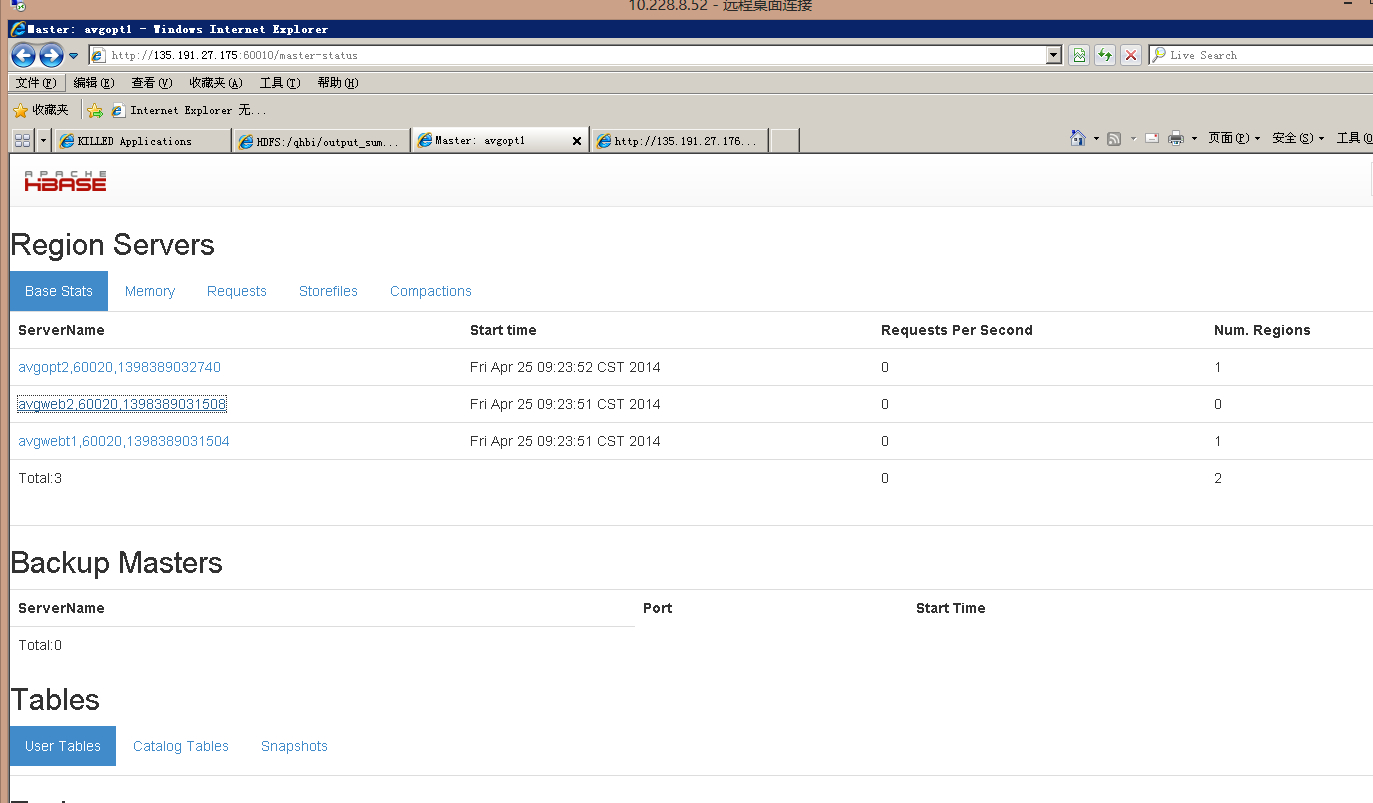 10.228.8.52 - 远程桌面连接
Master: avgopt1 - Windows Internet Explorer
http://135.191.27.175:60010/master-status
Live Search
文件(F) 编辑(E) 查看(V) 收藏夹(A) 工具(T) 帮助(H)
收藏夹 Internet Explorer 无...
KILLED Applications HDFS:/qhbi/output_sum... Master: avgopt1 http://135.191.27.176... 页面(P) 安全(S) 工具(O
APACHE
HBASE
Region Servers
Base Stats Memory Requests Storefiles Compactions
ServerName Start time Requests Per Second Num. Regions
avgopt2,60020,1398389032740 Fri Apr 25 09:23:52 CST 2014 0 1
avgweb2,60020,1398389031508 Fri Apr 25 09:23:51 CST 2014 0 0
avgwebt1,60020,1398389031504 Fri Apr 25 09:23:51 CST 2014 0 1
Total:3 0 2
Backup Masters
ServerName Port Start Time
Total:0
Tables
User Tables Catalog Tables Snapshots